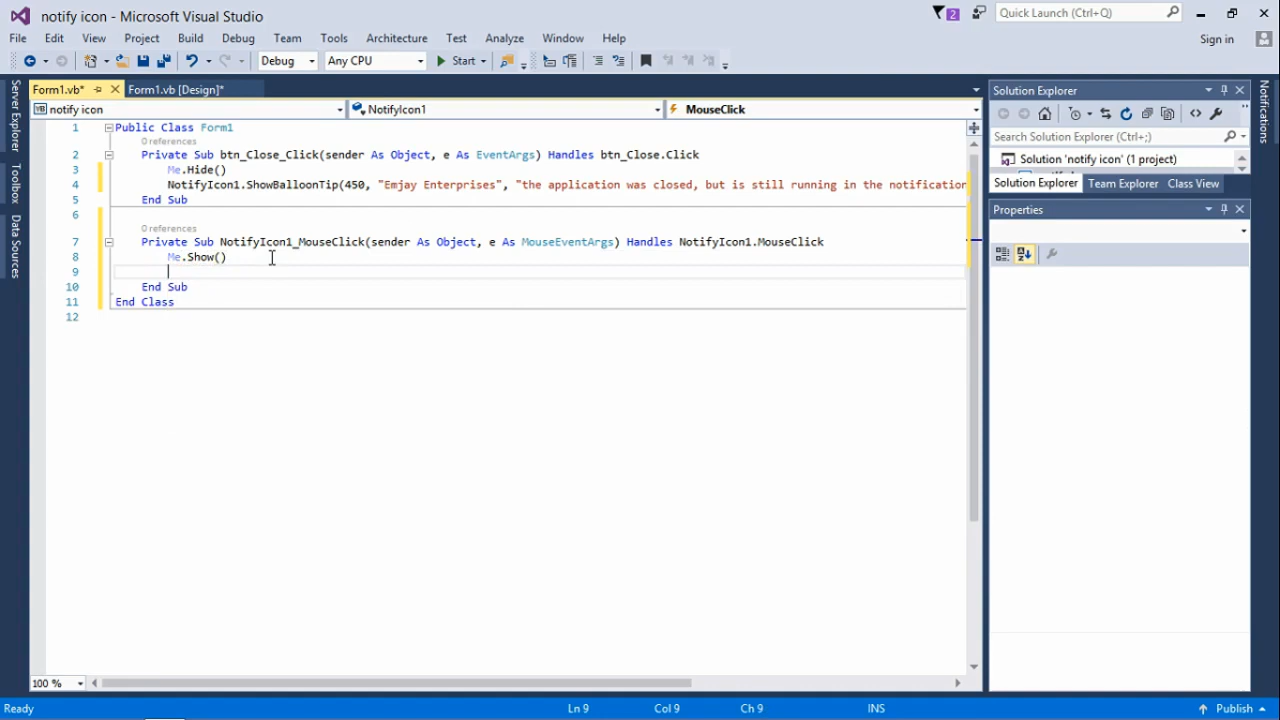 notify icon - Microsoft Visual Studio
2
Quick Launch (Ctrl+Q)
File Edit View Project Build Debug Team Tools Architecture Test Analyze Window Help
Sign in
Debug Any CPU Start
Form1.vb* Form1.vb [Design]*
notify icon NotifyIcon1 MouseClick
1 Public Class Form1
0 references
2 Private Sub btn_Close_Click(sender As Object, e As EventArgs) Handles btn_Close.Click
3 Me.Hide()
4 NotifyIcon1.ShowBalloonTip(450, "Emjay Enterprises", "the application was closed, but is still running in the notification
5 End Sub
6
0 references
7 Private Sub NotifyIcon1_MouseClick(sender As Object, e As MouseEventArgs) Handles NotifyIcon1.MouseClick
8 Me.Show()
9
10 End Sub
11 End Class
12
100 %
Server Explorer
Toolbox
Data Sources
Solution Explorer
Search Solution Explorer (Ctrl+;)
Solution 'notify icon' (1 project)
Solution Explorer Team Explorer Class View
Properties
Notifications
Ready Ln 9 Col 9 Ch 9 INS Publish